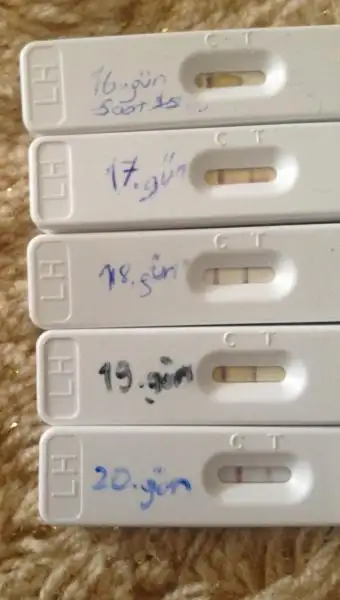 C T
LH
16.gün
Saat 15
C T
LH
17.gün
C T
LH
18.gün
C T
LH
19.gün
C T
LH
20.gün